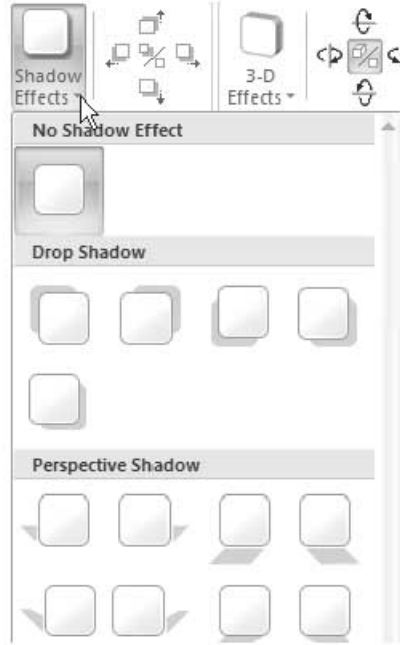 Shadow
Effects
3-D
Effects
No Shadow Effect
Drop Shadow
Perspective Shadow